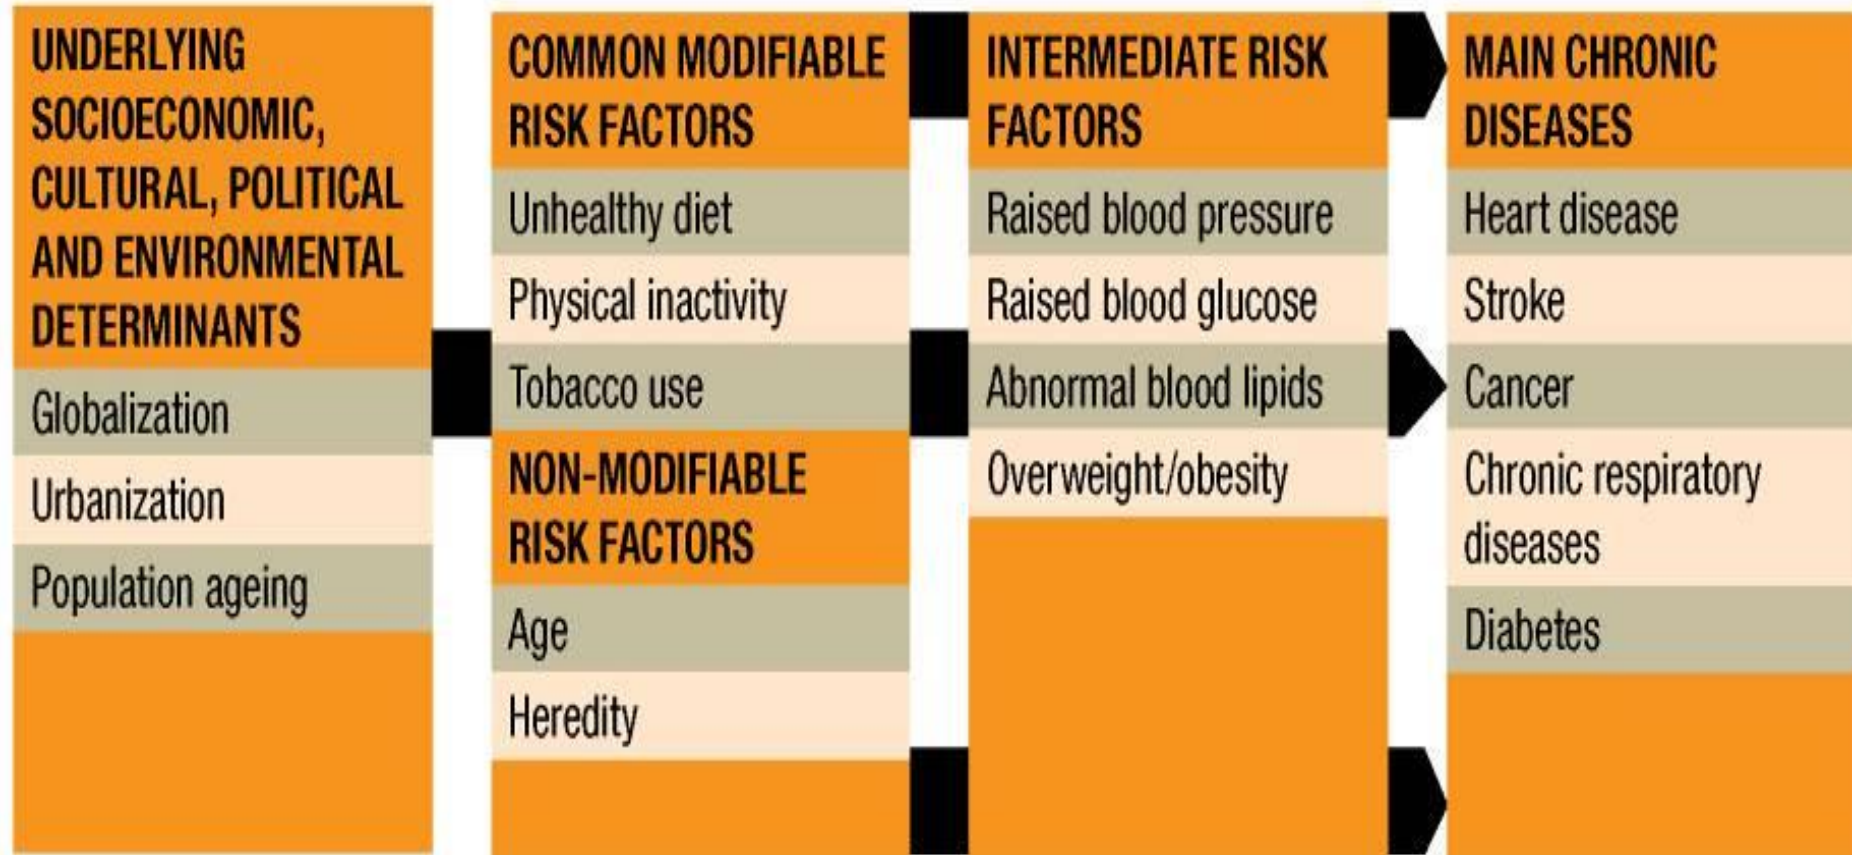 UNDERLYING
SOCIOECONOMIC,
CULTURAL, POLITICAL
AND ENVIRONMENTAL
DETERMINANTS
Globalization
Urbanization
Population ageing
COMMON MODIFIABLE
RISK FACTORS
Unhealthy diet
Physical inactivity
Tobacco use
NON-MODIFIABLE
RISK FACTORS
Age
Heredity
INTERMEDIATE RISK
FACTORS
Raised blood pressure
Raised blood glucose
Abnormal blood lipids
Overweight/obesity
MAIN CHRONIC
DISEASES
Heart disease
Stroke
Cancer
Chronic respiratory
diseases
Diabetes